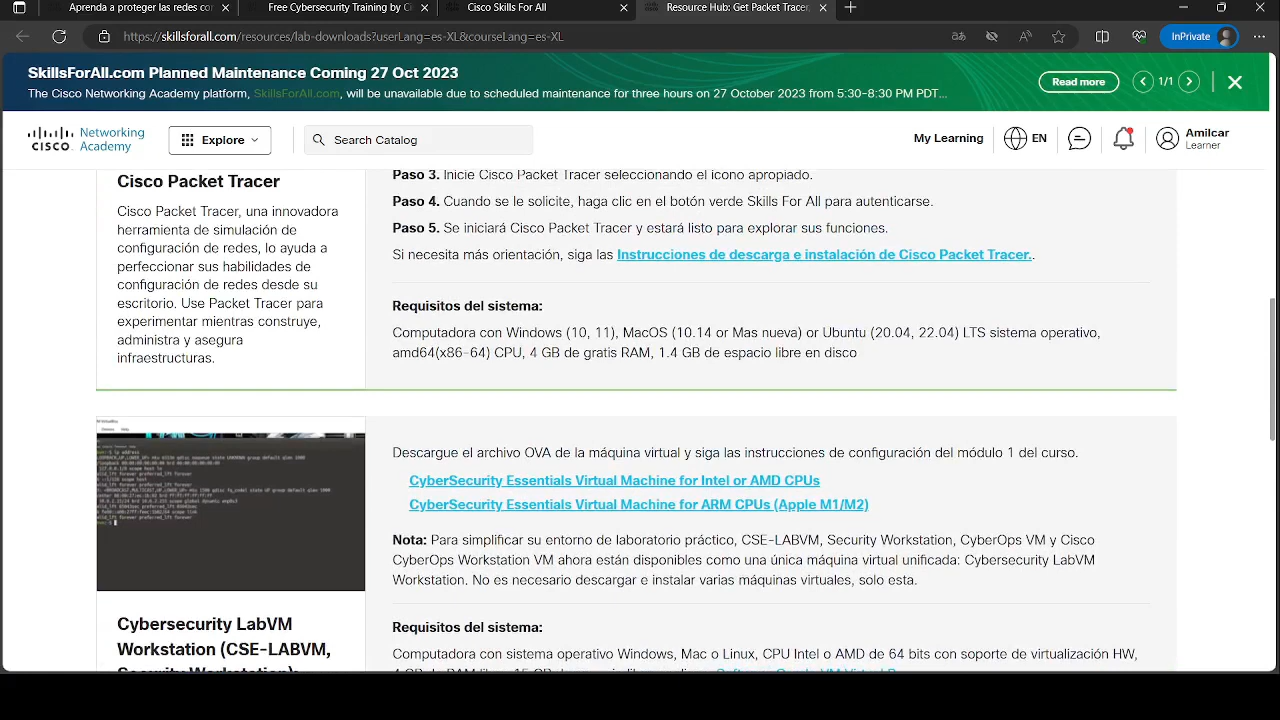 Aprenda a proteger las redes cor
Free Cybersecurity Training by Ci
Cisco Skills For All
Resource Hub: Get Packet Tracer,
https://skillsforall.com/resources/lab-downloads?userLang=es-XL&courseLang=es-XL
InPrivate
SkillsForAll.com Planned Maintenance Coming 27 Oct 2023
The Cisco Networking Academy platform, SkillsForAll.com, will be unavailable due to scheduled maintenance for three hours on 27 October 2023 from 5:30-8:30 PM PDT...
Read more
1/1
CISCO
Networking
Academy
Explore
Search Catalog
My Learning
EN
Amilcar
Learner
Cisco Packet Tracer
Cisco Packet Tracer, una innovadora
herramienta de simulación de
configuración de redes, lo ayuda a
perfeccionar sus habilidades de
configuración de redes desde su
escritorio. Use Packet Tracer para
experimentar mientras construye,
administra y asegura
infraestructuras.
Paso 3. Inicie Cisco Packet Tracer seleccionando el icono apropiado.
Paso 4. Cuando se le solicite, haga clic en el botón verde Skills For All para autenticarse.
Paso 5. Se iniciará Cisco Packet Tracer y estará listo para explorar sus funciones.
Si necesita más orientación, siga las Instrucciones de descarga e instalación de Cisco Packet Tracer..
Requisitos del sistema:
Computadora con Windows (10, 11), MacOS (10.14 or Mas nueva) or Ubuntu (20.04, 22.04) LTS sistema operativo,
amd64(x86-64) CPU, 4 GB de gratis RAM, 1.4 GB de espacio libre en disco
Descargue el archivo OVA de la máquina virtual y siga las instrucciones de configuración del módulo 1 del curso.
CyberSecurity Essentials Virtual Machine for Intel or AMD CPUs
CyberSecurity Essentials Virtual Machine for ARM CPUs (Apple M1/M2)
Nota: Para simplificar su entorno de laboratorio práctico, CSE-LABVM, Security Workstation, CyberOps VM y Cisco
CyberOps Workstation VM ahora están disponibles como una única máquina virtual unificada: Cybersecurity LabVM
Workstation. No es necesario descargar e instalar varias máquinas virtuales, solo esta.
Requisitos del sistema:
Computadora con sistema operativo Windows, Mac o Linux, CPU Intel o AMD de 64 bits con soporte de virtualización HW,
Cybersecurity LabVM
Workstation (CSE-LABVM,
Security Workstation)